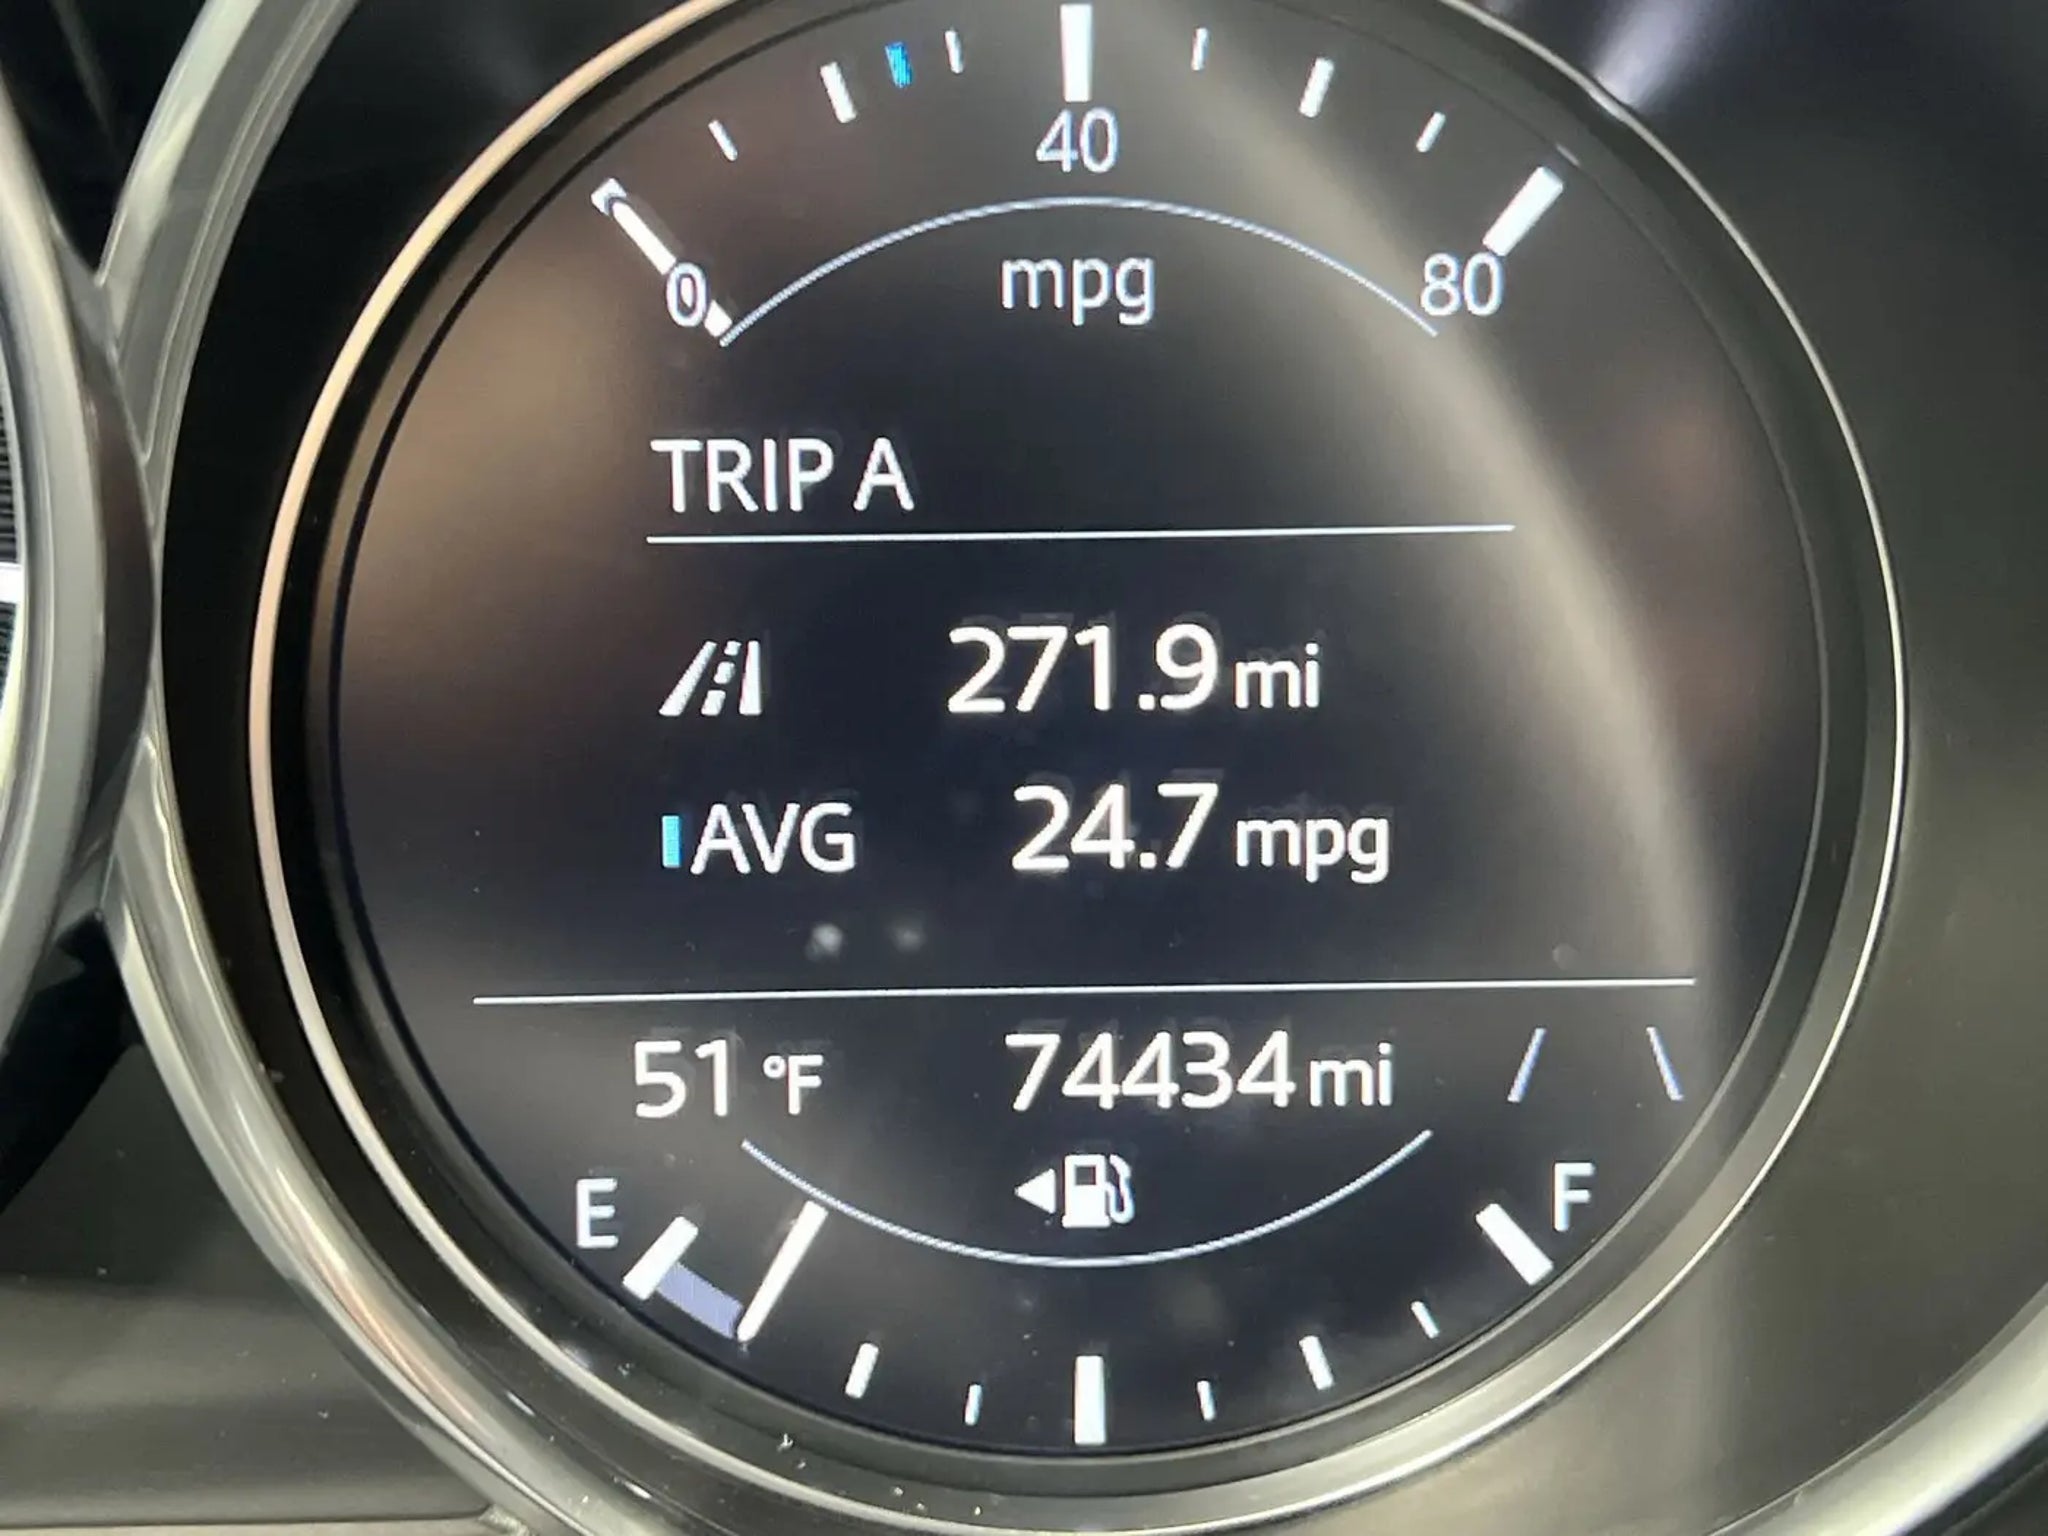 40
0 80
mpg
TRIP A
271.9 mi
AVG 24.7 mpg
51 °F 74434 mi
E F